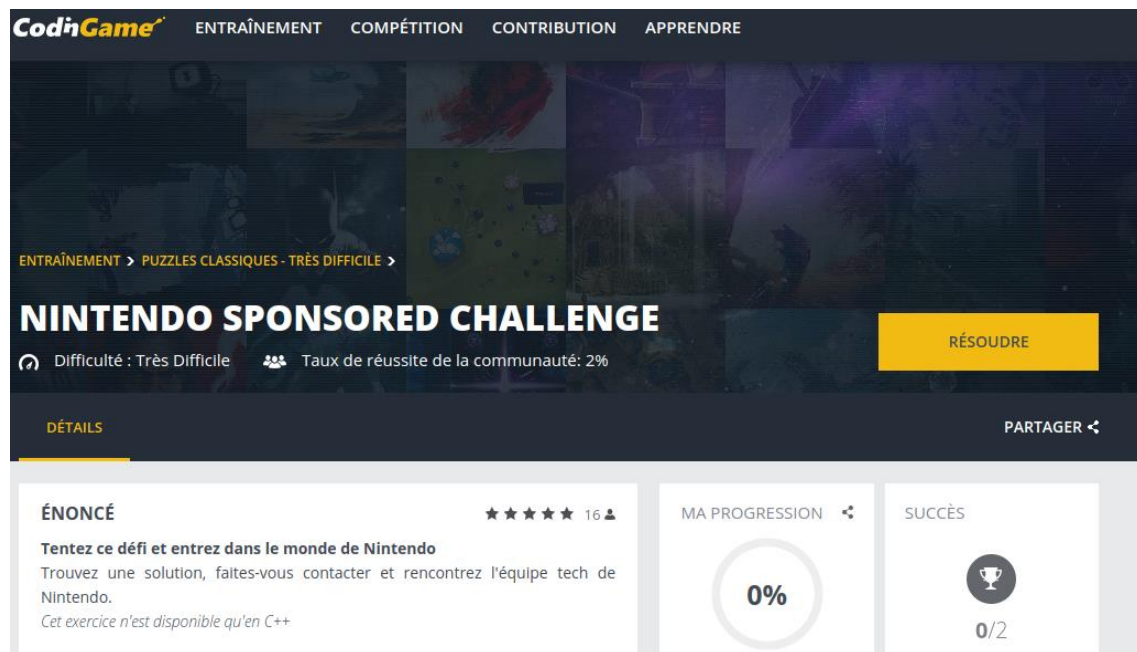 CodinGame ENTRAÎNEMENT COMPÉTITION CONTRIBUTION APPRENDRE
ENTRAÎNEMENT > PUZZLES CLASSIQUES - TRÈS DIFFICILE >
NINTENDO SPONSORED CHALLENGE
Difficulté : Très Difficile Taux de réussite de la communauté: 2%
RÉSOUDRE
DÉTAILS PARTAGER
ÉNONCÉ 16
Tentez ce défi et entrez dans le monde de Nintendo
Trouvez une solution, faites-vous contacter et rencontrez l'équipe tech de
Nintendo.
Cet exercice n'est disponible qu'en C++
MA PROGRESSION
0%
SUCCÈS
0/2